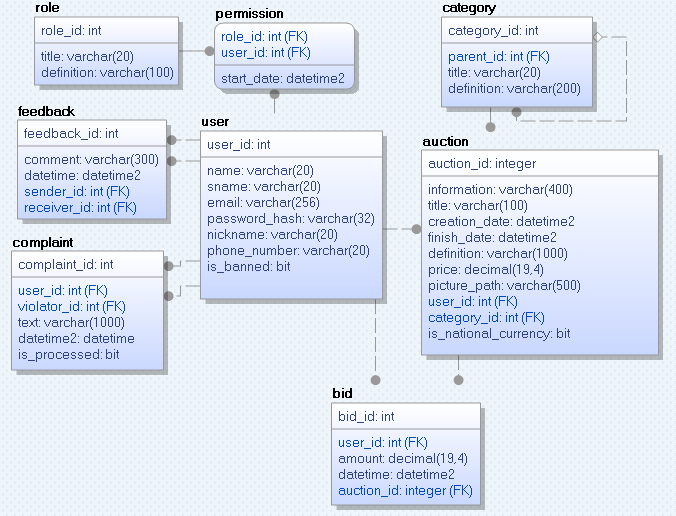 role
role_id: int
title: varchar(20)
definition: varchar(100)
permission
role_id: int (FK)
user_id: int (FK)
start_date: datetime2
category
category_id: int
parent_id: int (FK)
title: varchar(20)
definition: varchar(200)
feedback
feedback_id: int
comment: varchar(300)
datetime: datetime2
sender_id: int (FK)
receiver_id: int (FK)
user
user_id: int
name: varchar(20)
sname: varchar(20)
email: varchar(256)
password_hash: varchar(32)
nickname: varchar(20)
phone_number: varchar(20)
is_banned: bit
auction
auction_id: integer
information: varchar(400)
title: varchar(100)
creation_date: datetime2
finish_date: datetime2
definition: varchar(1000)
price: decimal(19,4)
picture_path: varchar(500)
user_id: int (FK)
category_id: int (FK)
is_national_currency: bit
complaint
complaint_id: int
user_id: int (FK)
violator_id: int (FK)
text: varchar(1000)
datetime2: datetime
is_processed: bit
bid
bid_id: int
user_id: int (FK)
amount: decimal(19,4)
datetime: datetime2
auction_id: integer (FK)